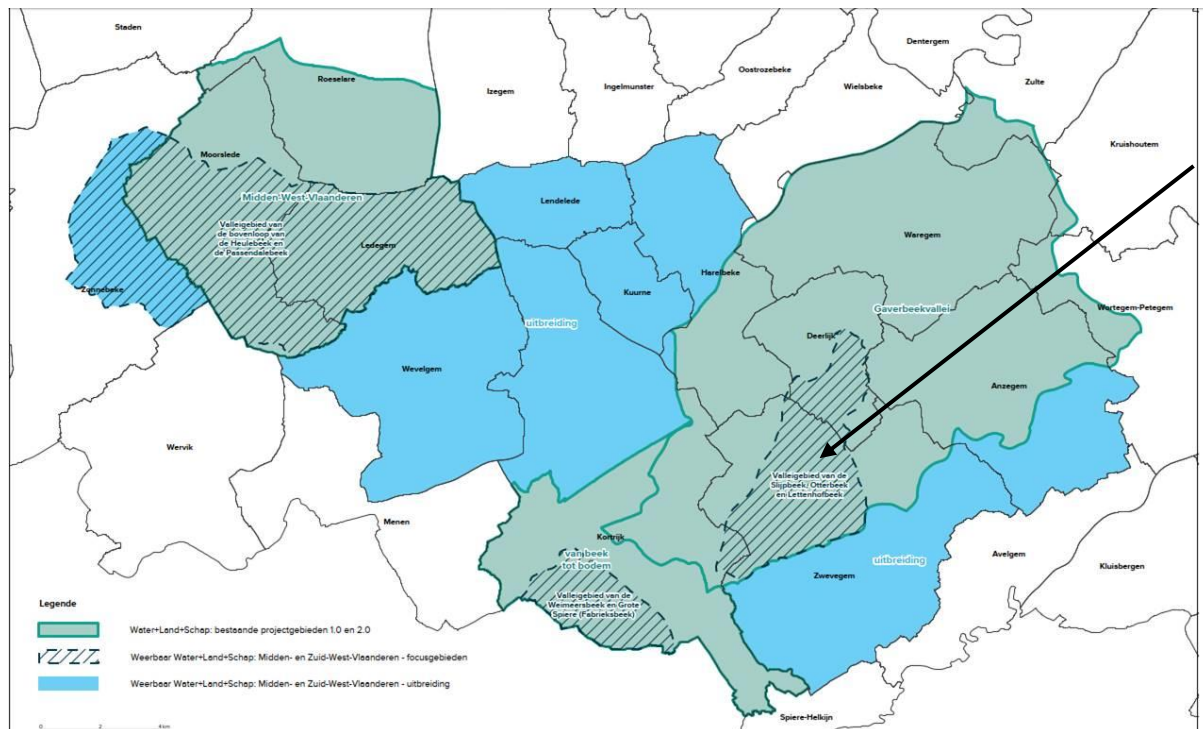 Staden
Dentergem
Roeselare
Oostrozebeke
Zulte
Izegem
Ingelmunster
Wielsbeke
Kruishoutem
Moorslede
Midden-West-Vlaanderen
Lendelede
Valleigebied van
de bovenloop van
de Heulebeek en
de Passendalebeek
Ledegem
Waregem
Harelbeke
Zonnebeke
Kuurne
Gaverbeekvallei
Wortegem-Petegem
uitbreiding
Deerlijk
Wevelgem
Anzegem
Wervik
Valleigebied van de
Slijpbeek, Otterbeek
en Lettenhofbeek
Menen
Kortrijk
van beek
tot bodem
Avelgem
uitbreiding
Kluisbergen
Zwevegem
Valleigebied van de
Weimeersbeek en Grote
Spiere (Fabrieksbeek)
Legende
Water+Land+Schap: bestaande projectgebieden 1.0 en 2.0
Weerbaar Water+Land+Schap: Midden- en Zuid-West-Vlaanderen - focusgebieden
Weerbaar Water+Land+Schap: Midden- en Zuid-West-Vlaanderen - uitbreiding
Spiere-Helkijn
0 2 4 km